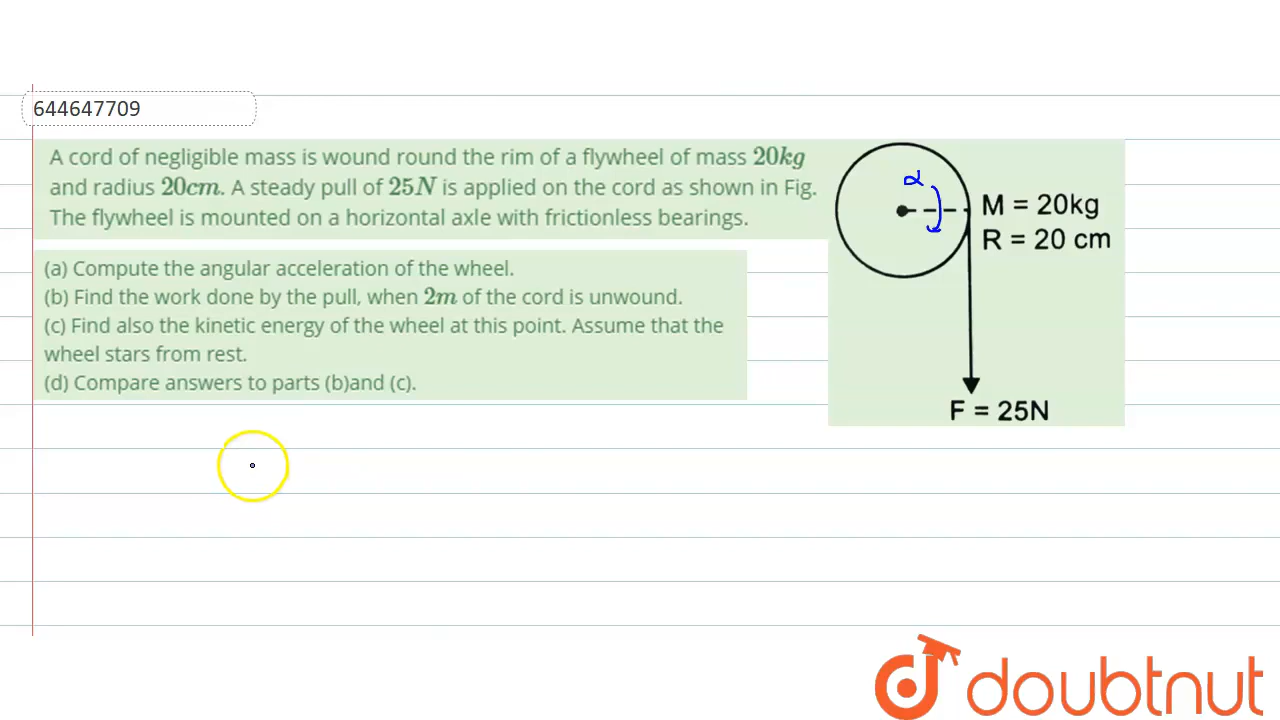 644647709
A cord of negligible mass is wound round the rim of a flywheel of mass 20kg
and radius 20cm. A steady pull of 25N is applied on the cord as shown in Fig.
The flywheel is mounted on a horizontal axle with frictionless bearings.
(a) Compute the angular acceleration of the wheel.
(b) Find the work done by the pull, when 2m of the cord is unwound.
(c) Find also the kinetic energy of the wheel at this point. Assume that the
wheel stars from rest.
(d) Compare answers to parts (b)and (c).
α
M = 20kg
R = 20 cm
F = 25N
doubtnut